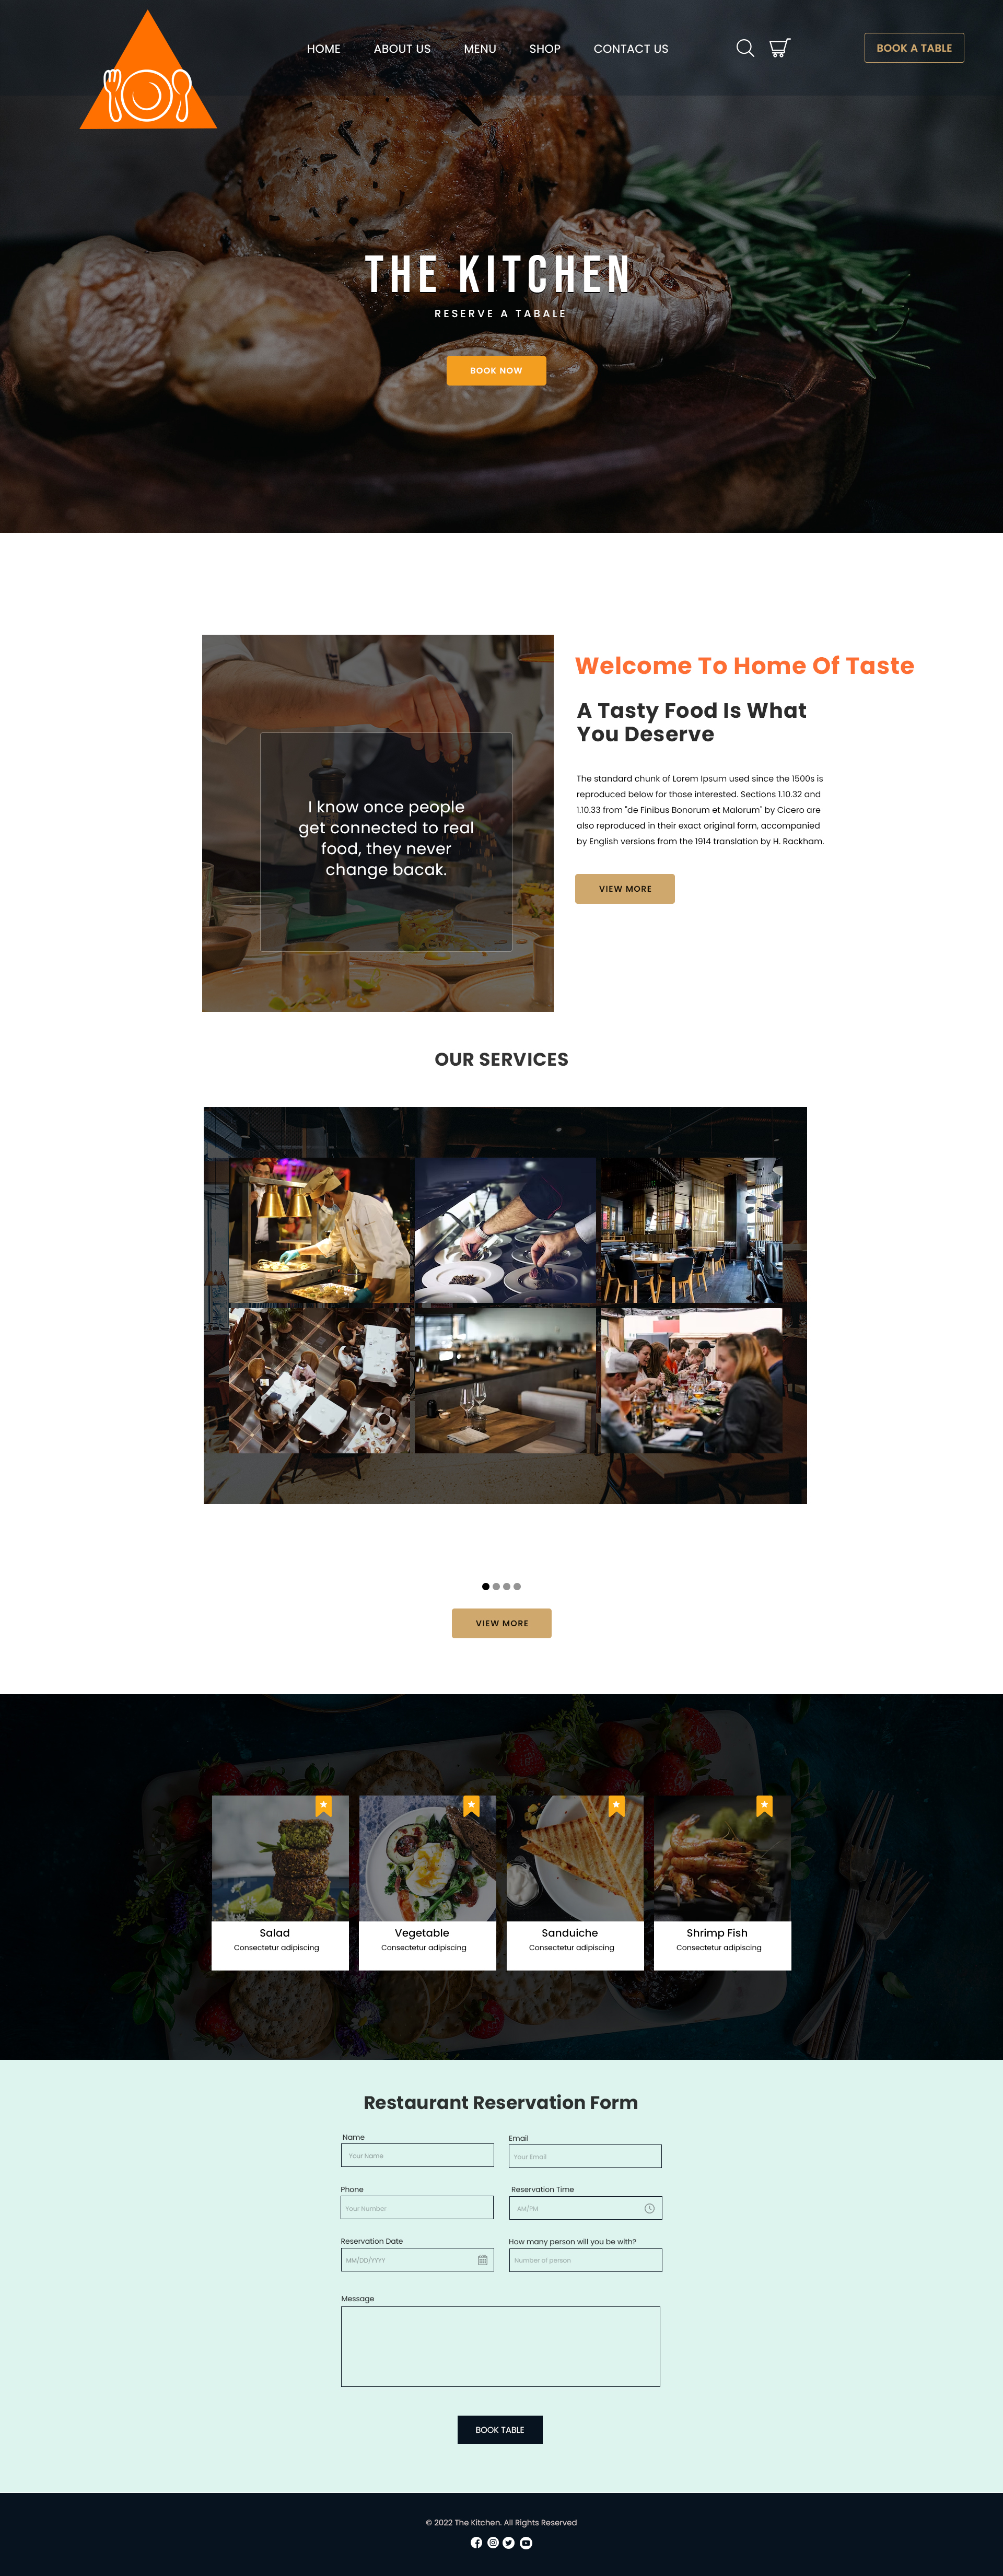 HOME ABOUT US MENU SHOP CONTACT US BOOK A TABLE
THE KITCHEN
RESERVE A TABALE
BOOK NOW
I know once people
get connected to real
food, they never
change bacak.
Welcome To Home Of Taste
A Tasty Food Is What
You Deserve
The standard chunk of Lorem Ipsum used since the 1500s is
reproduced below for those interested. Sections 1.10.32 and
1.10.33 from "de Finibus Bonorum et Malorum" by Cicero are
also reproduced in their exact original form, accompanied
by English versions from the 1914 translation by H. Rackham.
VIEW MORE
OUR SERVICES
VIEW MORE
Salad
Consectetur adipiscing
Vegetable
Consectetur adipiscing
Sanduiche
Consectetur adipiscing
Shrimp Fish
Consectetur adipiscing
Restaurant Reservation Form
Name
Your Name
Email
Your Email
Phone
Your Number
Reservation Time
AM/PM
Reservation Date
MM/DD/YYYY
How many person will you be with?
Number of person
Message
BOOK TABLE
© 2022 The Kitchen. All Rights Reserved